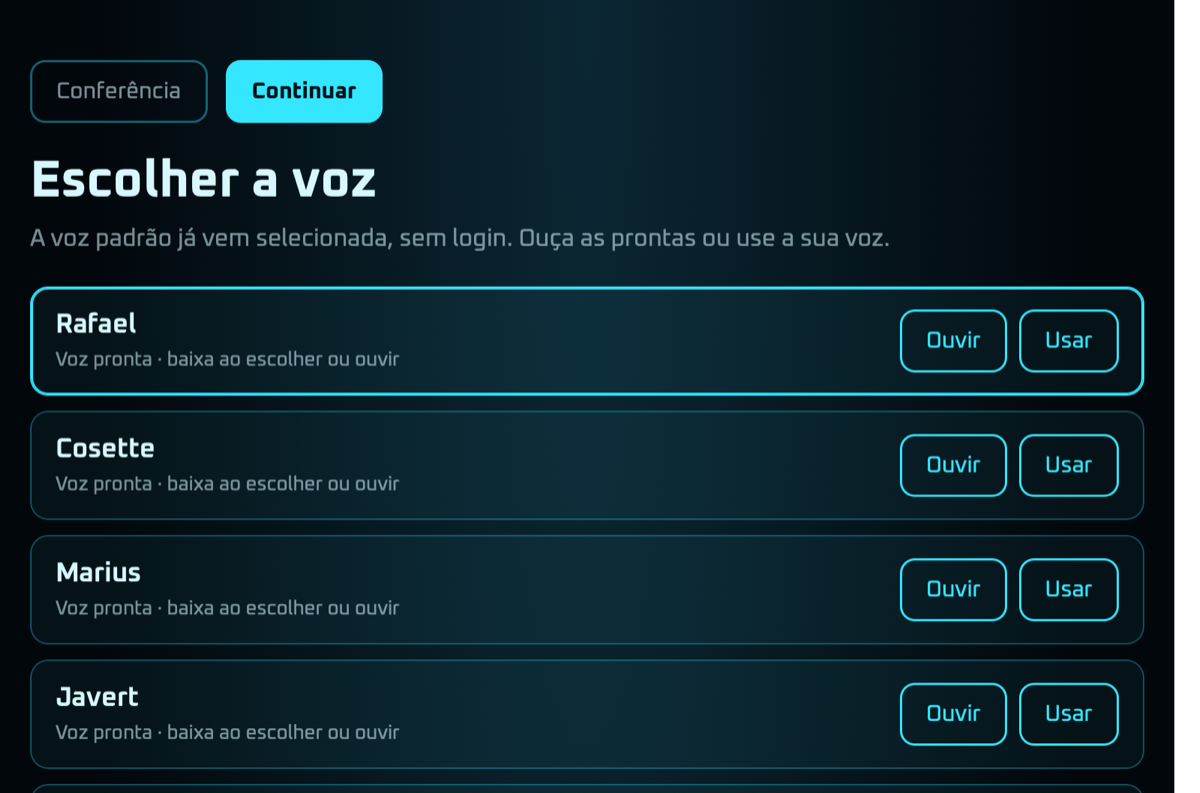 Conferência
Continuar
Escolher a voz
A voz padrão já vem selecionada, sem login. Ouça as prontas ou use a sua voz.
Rafael
Voz pronta · baixa ao escolher ou ouvir
Ouvir
Usar
Cosette
Voz pronta · baixa ao escolher ou ouvir
Ouvir
Usar
Marius
Voz pronta · baixa ao escolher ou ouvir
Ouvir
Usar
Javert
Voz pronta · baixa ao escolher ou ouvir
Ouvir
Usar